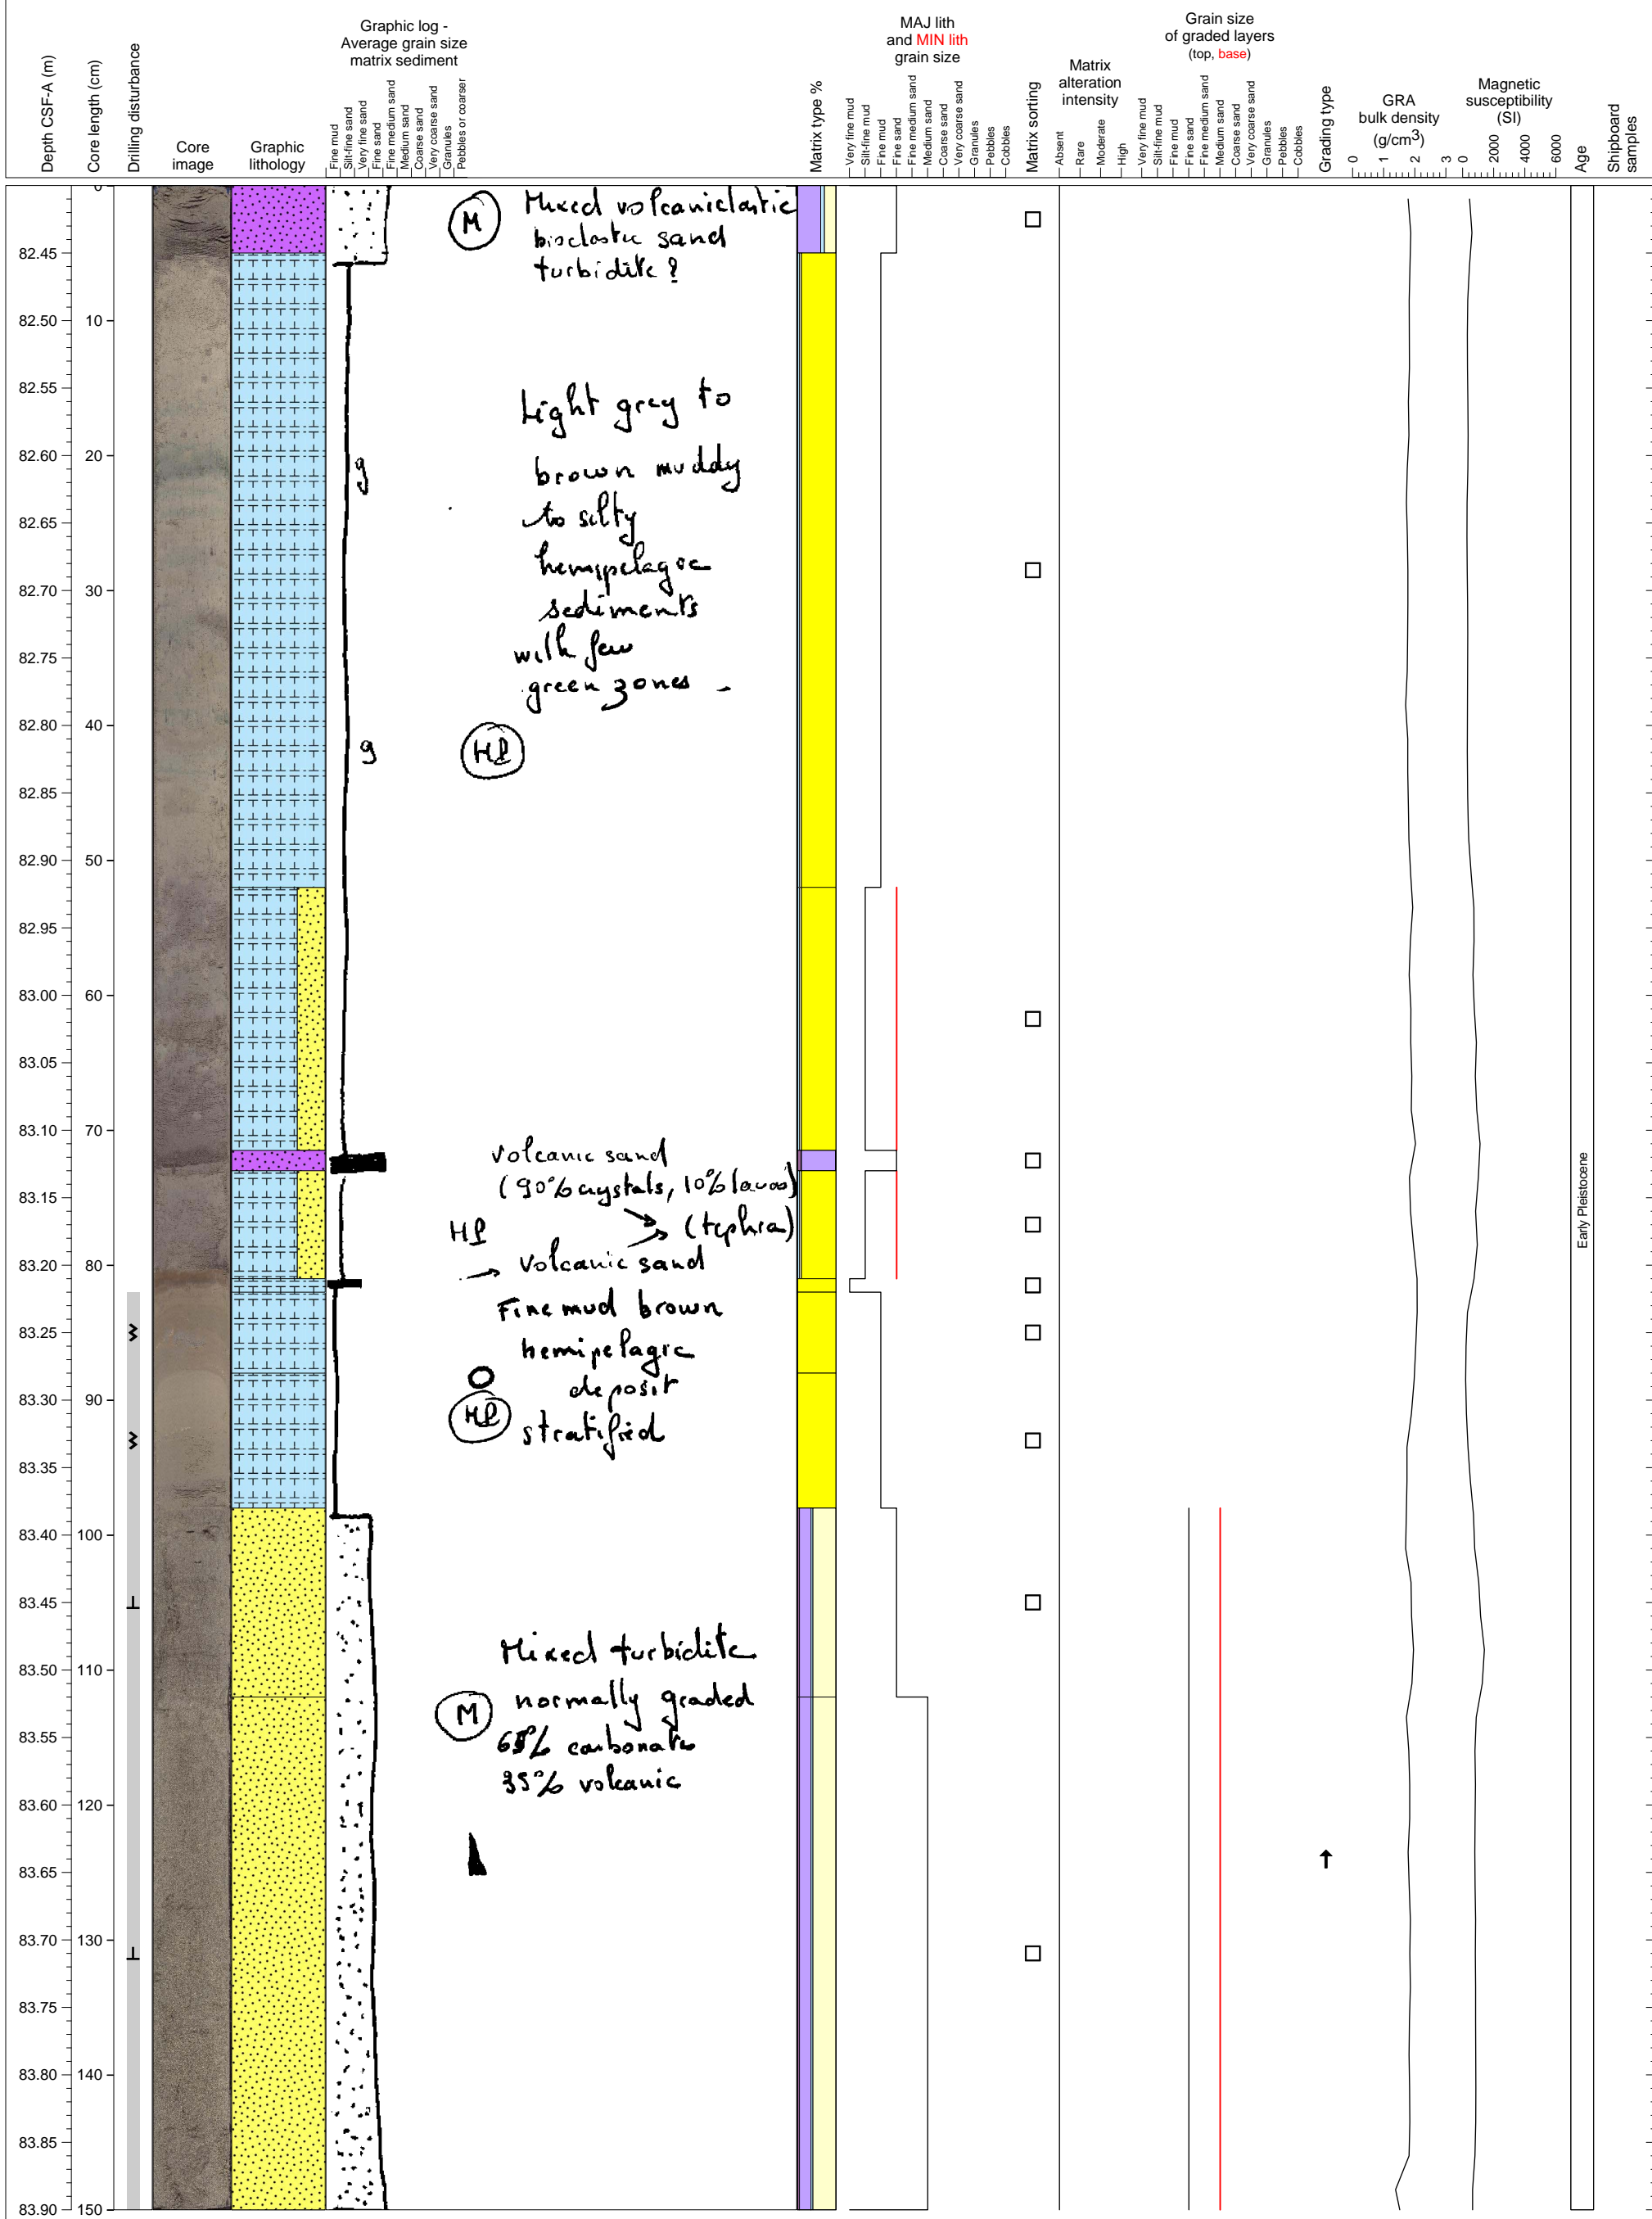 Depth CSF-A (m)
Core length (cm)
Drilling disturbance
Core
image
Graphic
lithology
Graphic log -
Average grain size
matrix sediment
Fine mud
Silt-fine sand
Very fine sand
Fine sand
Fine medium sand
Medium sand
Coarse sand
Very coarse sand
Granules
Pebbles or coarser
Matrix type %
MAJ lith
and MIN lith
grain size
Very fine mud
Silt-fine mud
Fine mud
Fine sand
Fine medium sand
Medium sand
Coarse sand
Very coarse sand
Granules
Pebbles
Cobbles
Matrix sorting
Matrix
alteration
intensity
Absent
Rare
Moderate
High
Grain size
of graded layers
(top, base)
Very fine mud
Silt-fine mud
Fine mud
Fine sand
Fine medium sand
Medium sand
Coarse sand
Very coarse sand
Granules
Pebbles
Cobbles
Grading type
GRA
bulk density
(g/cm3)
0 1 2 3
Magnetic
susceptibility
(SI)
0 2000 4000 6000
Age
Shipboard
samples
0
82.45
82.50 10
82.55
82.60 20
82.65
82.70 30
82.75
82.80 40
82.85
82.90 50
82.95
83.00 60
83.05
83.10 70
83.15
83.20 80
83.25
83.30 90
83.35
83.40 100
83.45
83.50 110
83.55
83.60 120
83.65
83.70 130
83.75
83.80 140
83.85
83.90 150
M
Mixed volcaniclastic
bioclastic sand
turbidite ?
Light grey to
brown muddy
to silty
hemipelagic
sediments
with few
green zones -
g
g
HP
volcanic sand
(90% crystals, 10% lavas)
HP
(tephra)
volcanic sand
Fine mud brown
hemipelagic
deposit
HP
stratified
Mixed turbidite
M
normally graded
65% carbonate
35% volcanic
Early Pleistocene